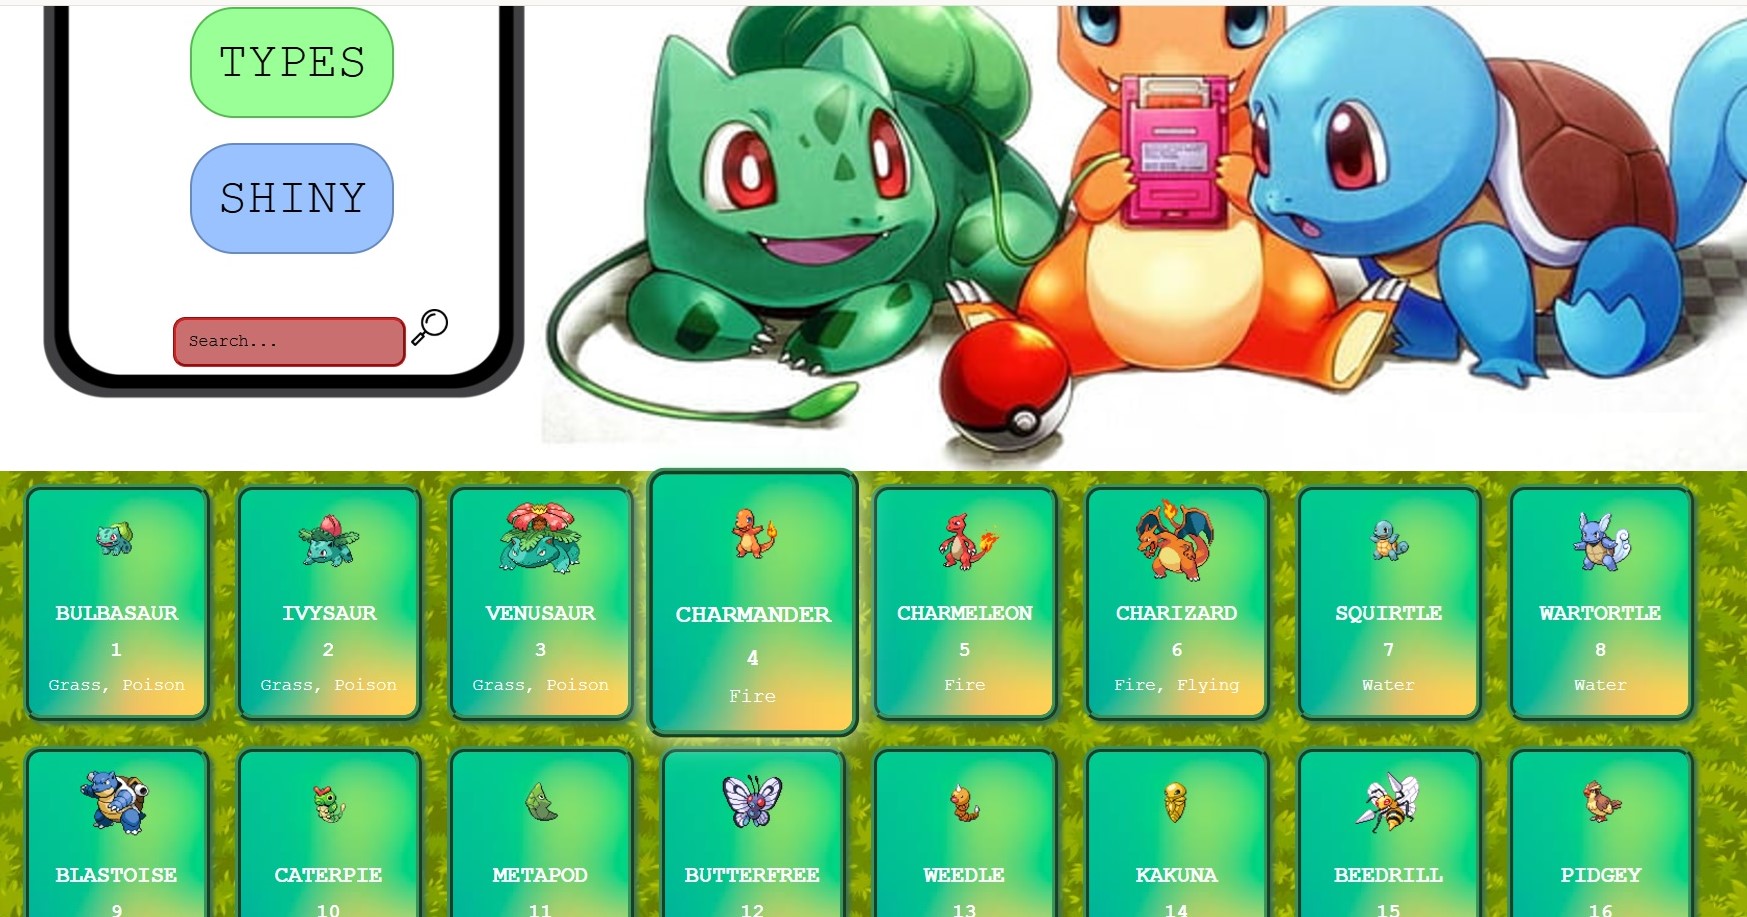 TYPES
SHINY
Search...
BULBASAUR
1
Grass, Poison
IVYSAUR
2
Grass, Poison
VENUSAUR
3
Grass, Poison
CHARMANDER
4
Fire
CHARMELEON
5
Fire
CHARIZARD
6
Fire, Flying
SQUIRTLE
7
Water
WARTORTLE
8
Water
BLASTOISE
9
CATERPIE
10
METAPOD
11
BUTTERFREE
12
WEEDLE
13
KAKUNA
14
BEEDRILL
15
PIDGEY
16